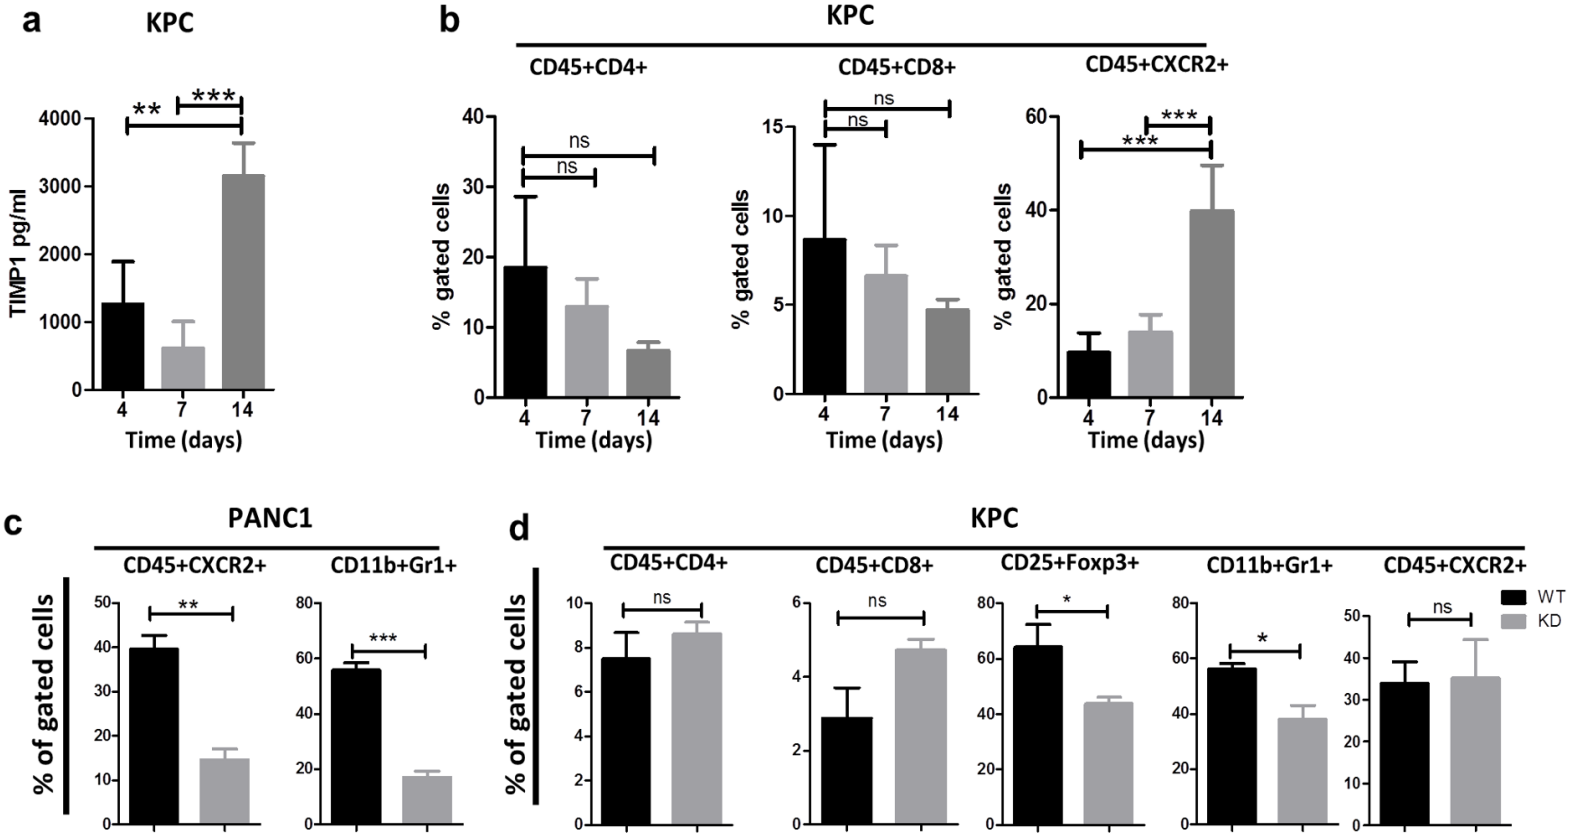 a
KPC
** ***
TIMP1 pg/ml
4000
3000
2000
1000
0
4 7 14
Time (days)
b
KPC
CD45+CD4+
ns
ns
% gated cells
40
30
20
10
0
4 7 14
Time (days)
CD45+CD8+
ns
ns
% gated cells
15
10
5
0
4 7 14
Time (days)
CD45+CXCR2+
***
***
% gated cells
60
40
20
0
4 7 14
Time (days)
c
PANC1
% of gated cells
CD45+CXCR2+
**
50
40
30
20
10
0
CD11b+Gr1+
***
80
60
40
20
0
d
KPC
% of gated cells
CD45+CD4+
ns
10
8
6
4
2
0
CD45+CD8+
ns
6
4
2
0
CD25+Foxp3+
*
80
60
40
20
0
CD11b+Gr1+
*
80
60
40
20
0
CD45+CXCR2+
ns
50
40
30
20
10
0
WT
KD